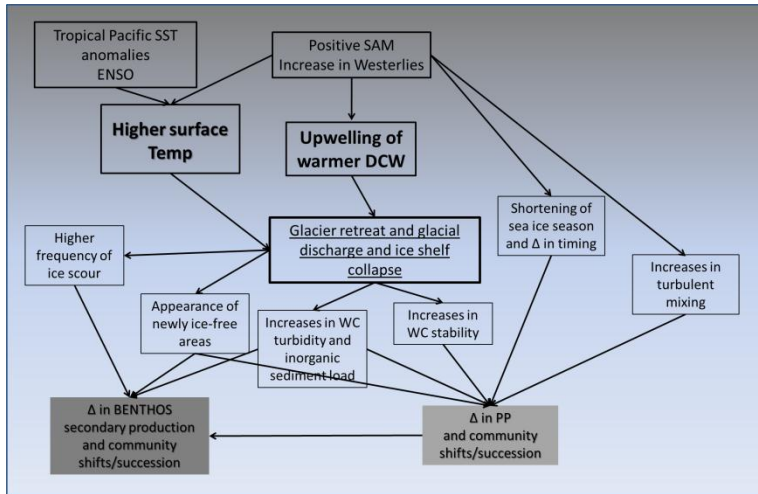 Tropical Pacific SST
anomalies
ENSO
Positive SAM
Increase in Westerlies
Higher surface
Temp
Upwelling of
warmer DCW
Shortening of
sea ice season
and Δ in timing
Glacier retreat and glacial
discharge and ice shelf
collapse
Higher
frequency of
ice scour
Increases in
turbulent
mixing
Appearance of
newly ice-free
areas
Increases in WC
turbidity and
inorganic
sediment load
Increases in
WC stability
Δ in BENTHOS
secondary production
and community
shifts/succession
Δ in PP
and community
shifts/succession